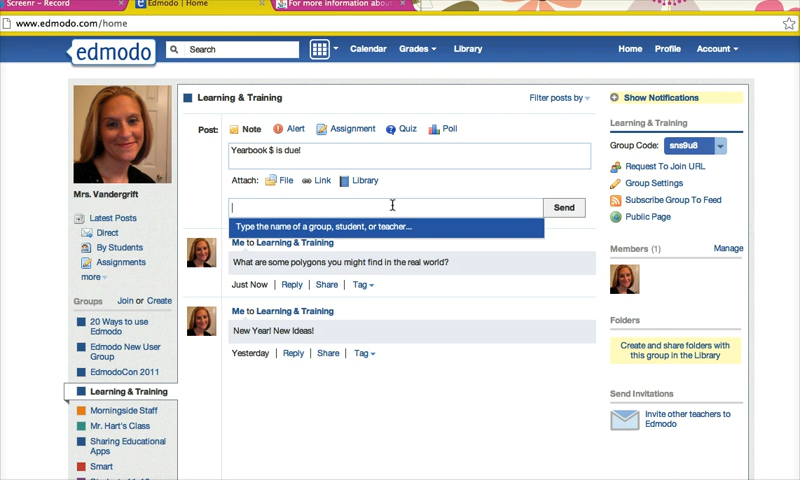 Screenr – Record
Edmodo | Home
For more information about
www.edmodo.com/home
edmodo
Search
Calendar
Grades
Library
Home
Profile
Account
Mrs. Vandergrift
Latest Posts
Direct
By Students
Assignments
more
Groups
Join or Create
20 Ways to use
Edmodo
Edmodo New User
Group
EdmodoCon 2011
Learning & Training
Morningside Staff
Mr. Hart's Class
Sharing Educational
Apps
Smart
Learning & Training
Filter posts by
Post:
Note
Alert
Assignment
Quiz
Poll
Yearbook $ is due!
Attach:
File
Link
Library
Send
Type the name of a group, student, or teacher...
Me to Learning & Training
What are some polygons you might find in the real world?
Just Now
Reply
Share
Tag
Me to Learning & Training
New Year! New Ideas!
Yesterday
Reply
Share
Tag
Show Notifications
Learning & Training
Group Code:
sns9u8
Request To Join URL
Group Settings
Subscribe Group To Feed
Public Page
Members (1)
Manage
Folders
Create and share folders with
this group in the Library
Send Invitations
Invite other teachers to
Edmodo